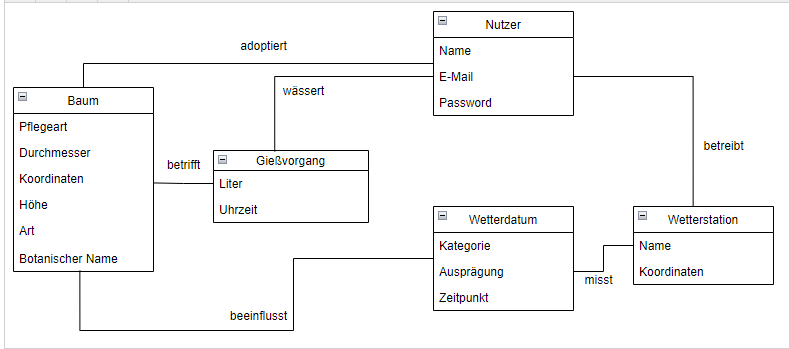 Nutzer
Name
E-Mail
Password
adoptiert
wässert
betreibt
Baum
Pflegeart
Durchmesser
Koordinaten
Höhe
Art
Botanischer Name
betrifft
Gießvorgang
Liter
Uhrzeit
Wetterdatum
Kategorie
Ausprägung
Zeitpunkt
misst
Wetterstation
Name
Koordinaten
beeinflusst